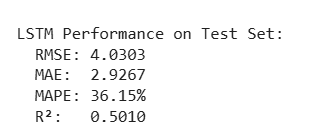 LSTM Performance on Test Set:
RMSE: 4.0303
MAE: 2.9267
MAPE: 36.15%
R²: 0.5010